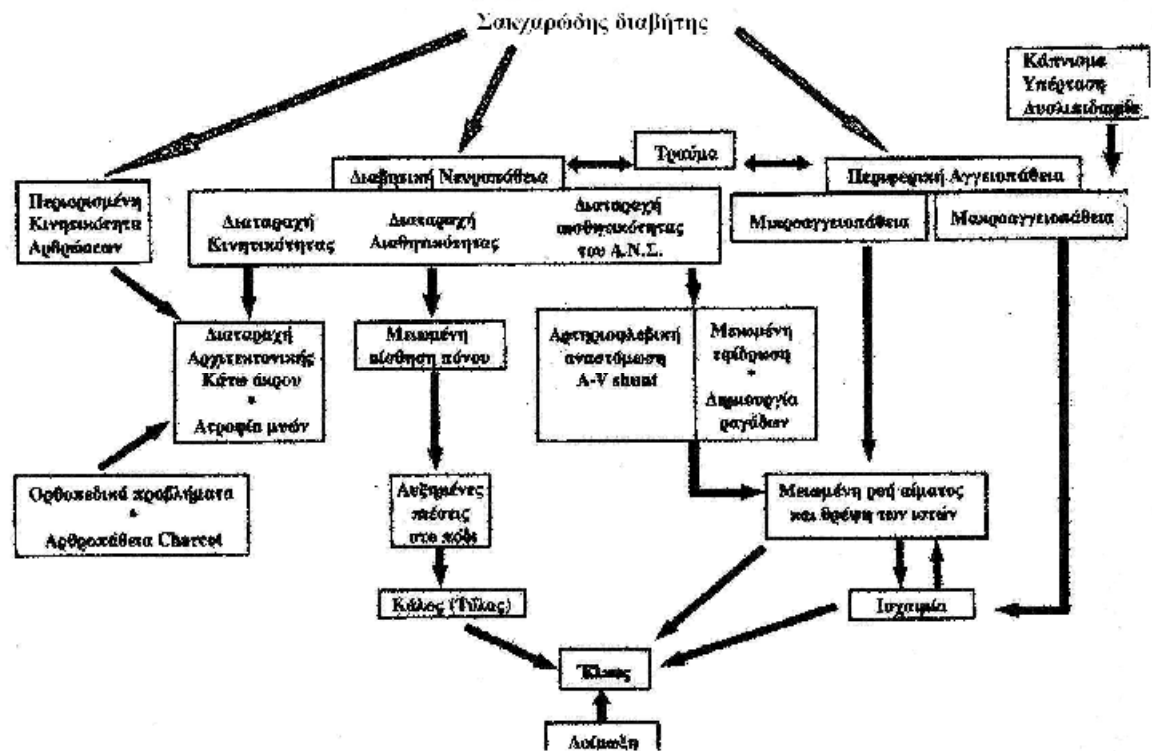 Σακχαρώδης διαβήτης
Κάπνισμα
Υπέρταση
Δυσλιπιδαιμία
Τραύμα
Διαβητική Νευροπάθεια
Περιφερική Αγγειοπάθεια
Περιορισμένη
Κινητικότητα
Αρθρώσεων
Διαταραχή
Κινητικότητας
Διαταραχή
Αισθητικότητας
Διαταραχή
αισθητικότητας
του Α.Ν.Σ.
Μικροαγγειοπάθεια
Μακροαγγειοπάθεια
Διαταραχή
Αρχιτεκτονικής
Κάτω άκρου
*
Ατροφία μυών
Μειωμένη
αίσθηση πόνου
Αρτηριοφλεβική
αναστόμωση
A-V shunt
Μειωμένη
εφίδρωση
*
Δημιουργία
ραγάδων
Ορθοπεδικά προβλήματα
*
Αρθροπάθεια Charcot
Αυξημένες
πιέσεις
στο πόδι
Μειωμένη ροή αίματος
και θρέψη των ιστών
Κάλος (Τύλος)
Ισχαιμία
Έλκος
Λοίμωξη